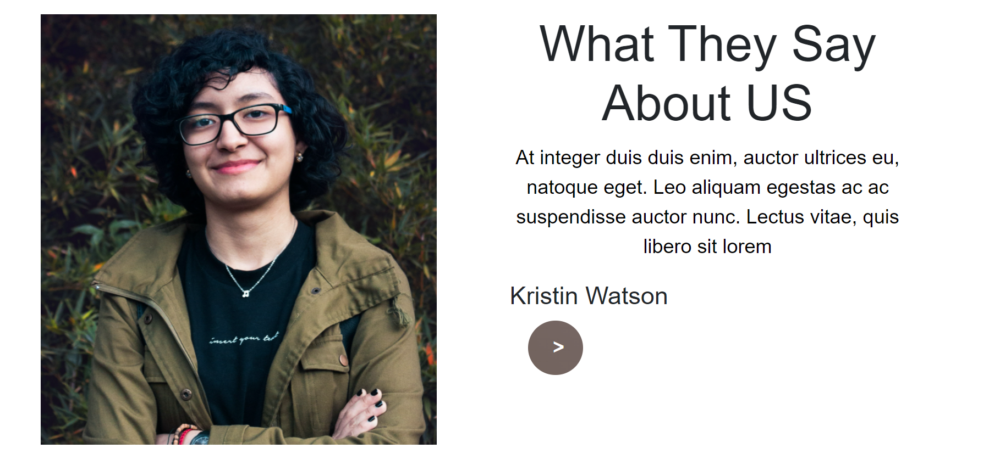 What They Say
About US
At integer duis duis enim, auctor ultrices eu,
natoque eget. Leo aliquam egestas ac ac
suspendisse auctor nunc. Lectus vitae, quis
libero sit lorem
Kristin Watson
>
insert your text